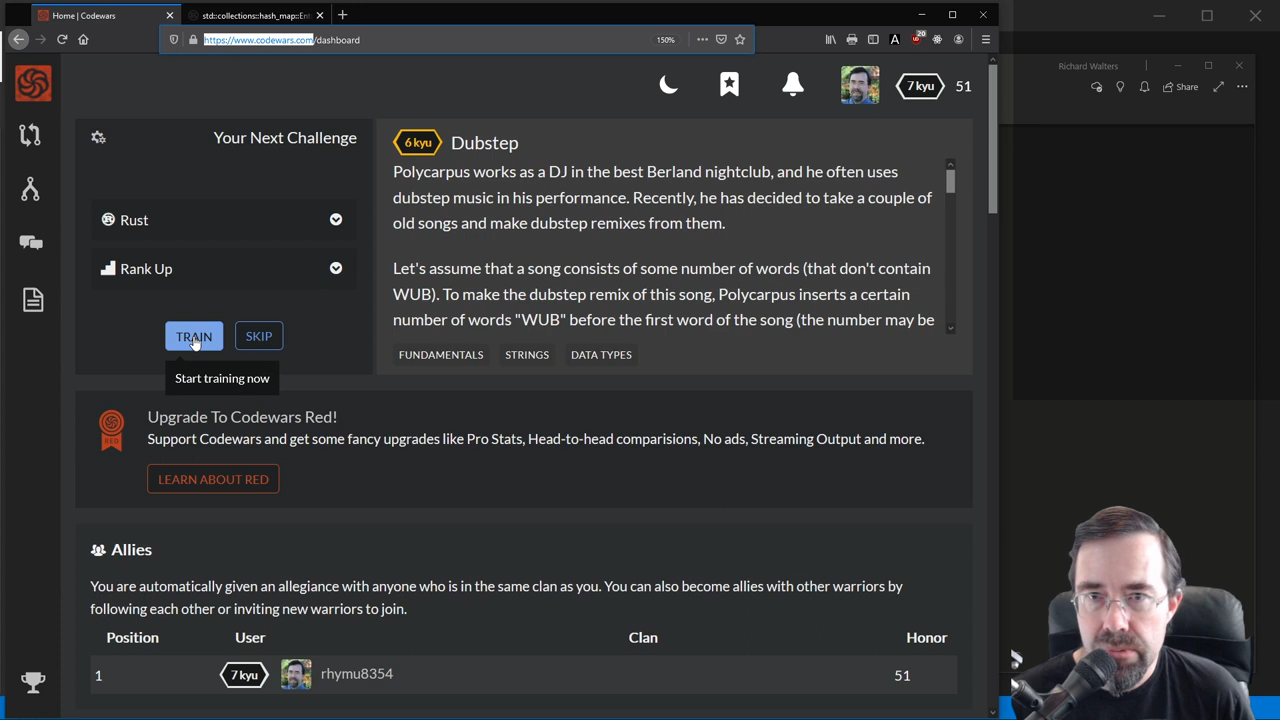 Home | Codewars
std::collections::hash_map::Ent
https://www.codewars.com/dashboard
150%
20
A
Richard Walters
Share
7 kyu
51
Your Next Challenge
Rust
Rank Up
TRAIN
SKIP
Start training now
6 kyu
Dubstep
Polycarpus works as a DJ in the best Berland nightclub, and he often uses
dubstep music in his performance. Recently, he has decided to take a couple of
old songs and make dubstep remixes from them.
Let's assume that a song consists of some number of words (that don't contain
WUB). To make the dubstep remix of this song, Polycarpus inserts a certain
number of words "WUB" before the first word of the song (the number may be
FUNDAMENTALS
STRINGS
DATA TYPES
RED
Upgrade To Codewars Red!
Support Codewars and get some fancy upgrades like Pro Stats, Head-to-head comparisions, No ads, Streaming Output and more.
LEARN ABOUT RED
Allies
You are automatically given an allegiance with anyone who is in the same clan as you. You can also become allies with other warriors by
following each other or inviting new warriors to join.
Position
User
Clan
Honor
1
7 kyu
rhymu8354
51